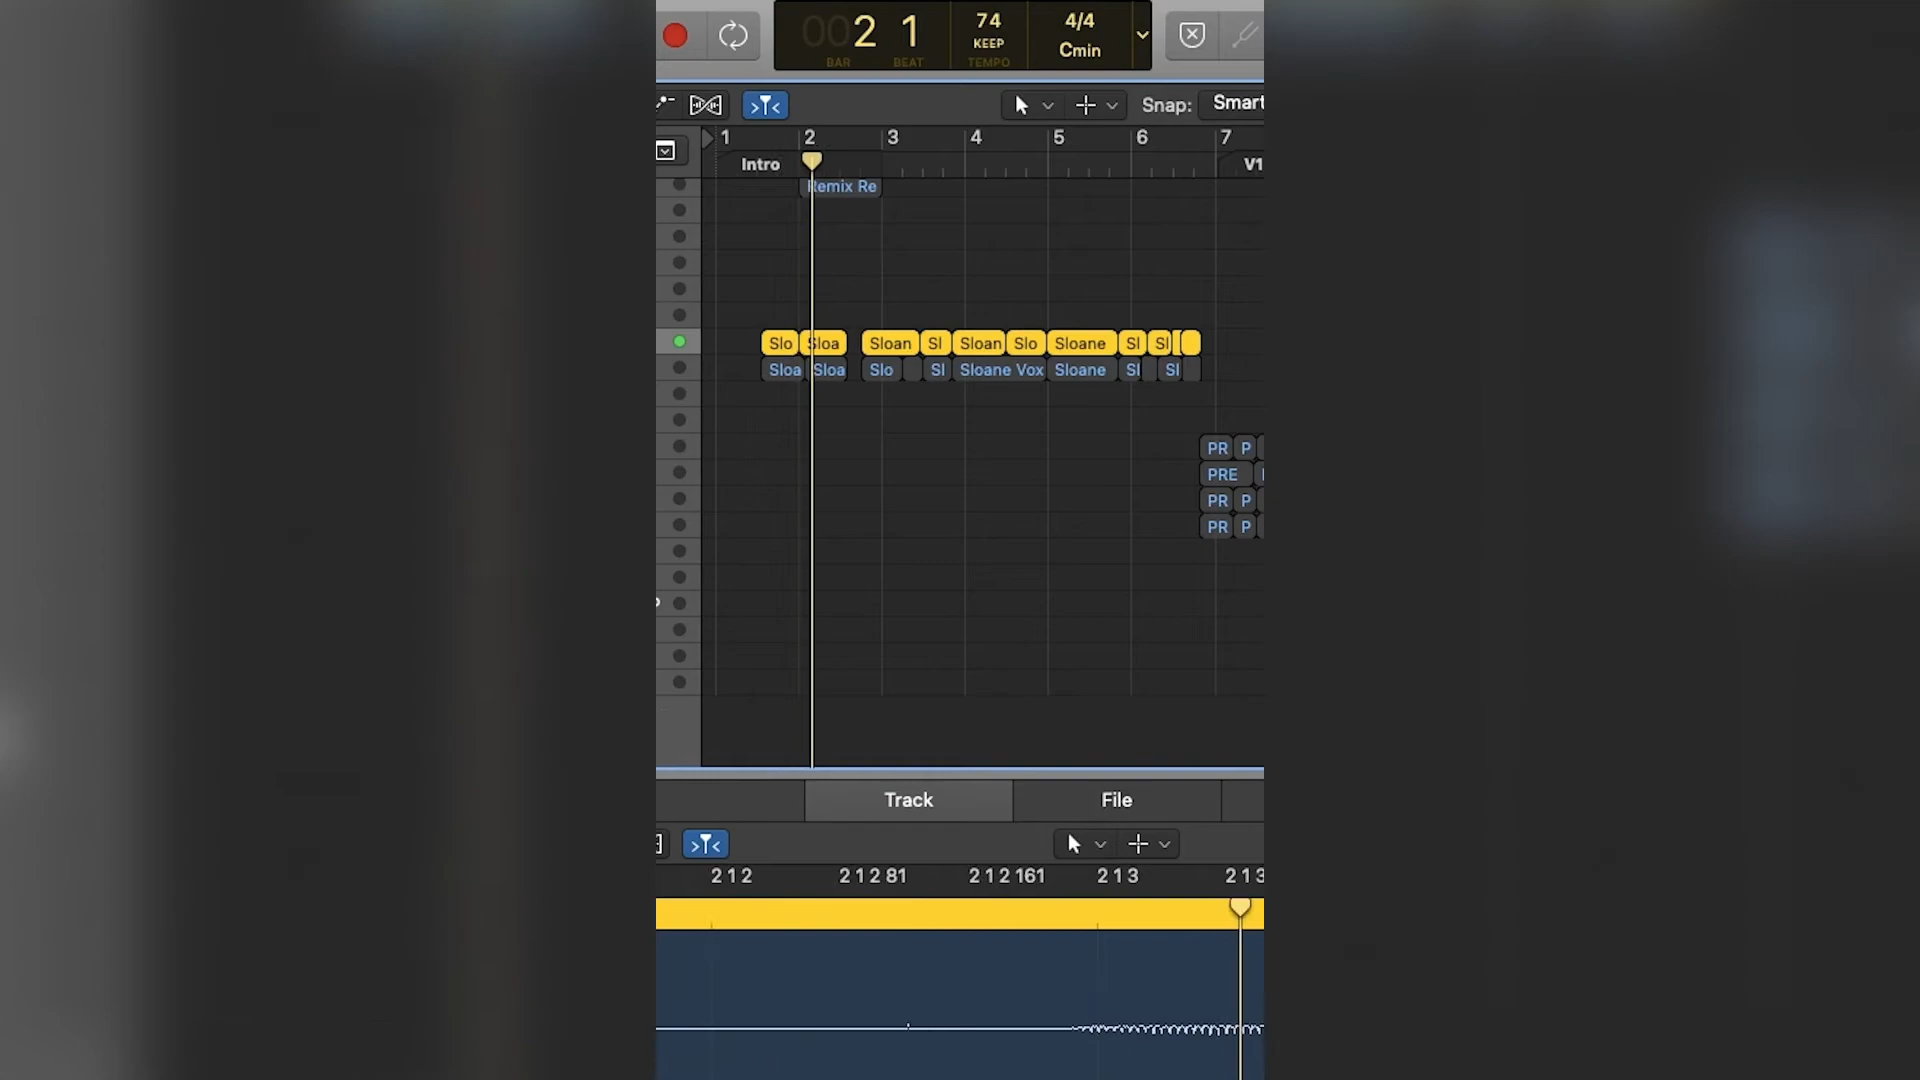 002 1 74 4/4
KEEP Cmin
BAR BEAT TEMPO
Snap: Smart
1 2 3 4 5 6 7
Intro V1
Remix Re
Slo Sloa Sloan Sl Sloan Slo Sloane Sl Sl
Sloa Sloa Slo Sl Sloane Vox Sloane Sl Sl
PR P
PRE
PR P
PR P
Track File
2 1 2 2 1 2 81 2 1 2 161 2 1 3 2 1 3